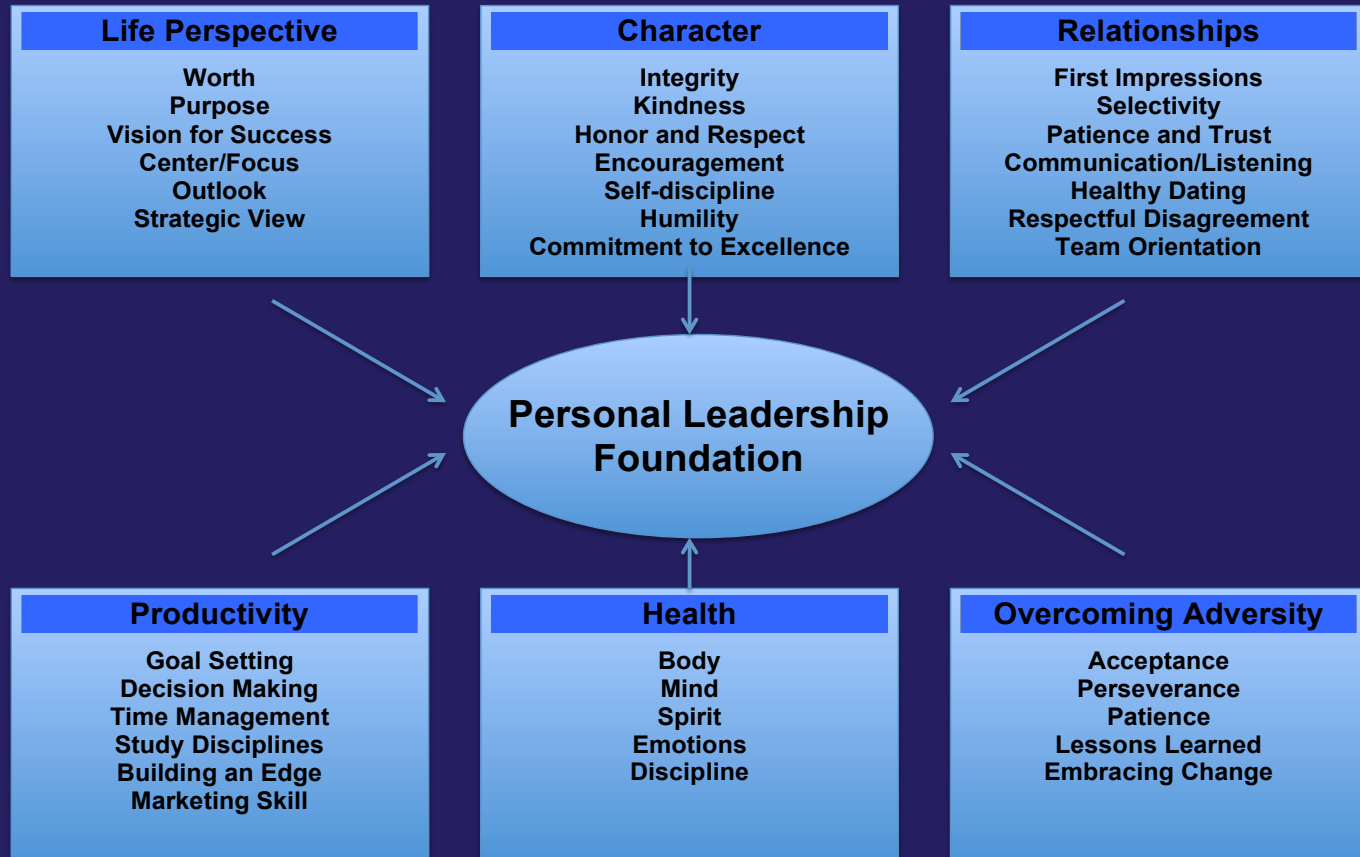 Life Perspective
Worth
Purpose
Vision for Success
Center/Focus
Outlook
Strategic View
Character
Integrity
Kindness
Honor and Respect
Encouragement
Self-discipline
Humility
Commitment to Excellence
Relationships
First Impressions
Selectivity
Patience and Trust
Communication/Listening
Healthy Dating
Respectful Disagreement
Team Orientation
Personal Leadership
Foundation
Productivity
Goal Setting
Decision Making
Time Management
Study Disciplines
Building an Edge
Marketing Skill
Health
Body
Mind
Spirit
Emotions
Discipline
Overcoming Adversity
Acceptance
Perseverance
Patience
Lessons Learned
Embracing Change